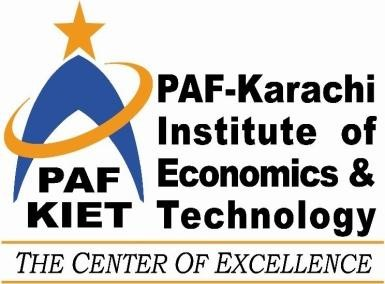 PAF
KIET
PAF-Karachi
Institute of
Economics &
Technology
THE CENTER OF EXCELLENCE